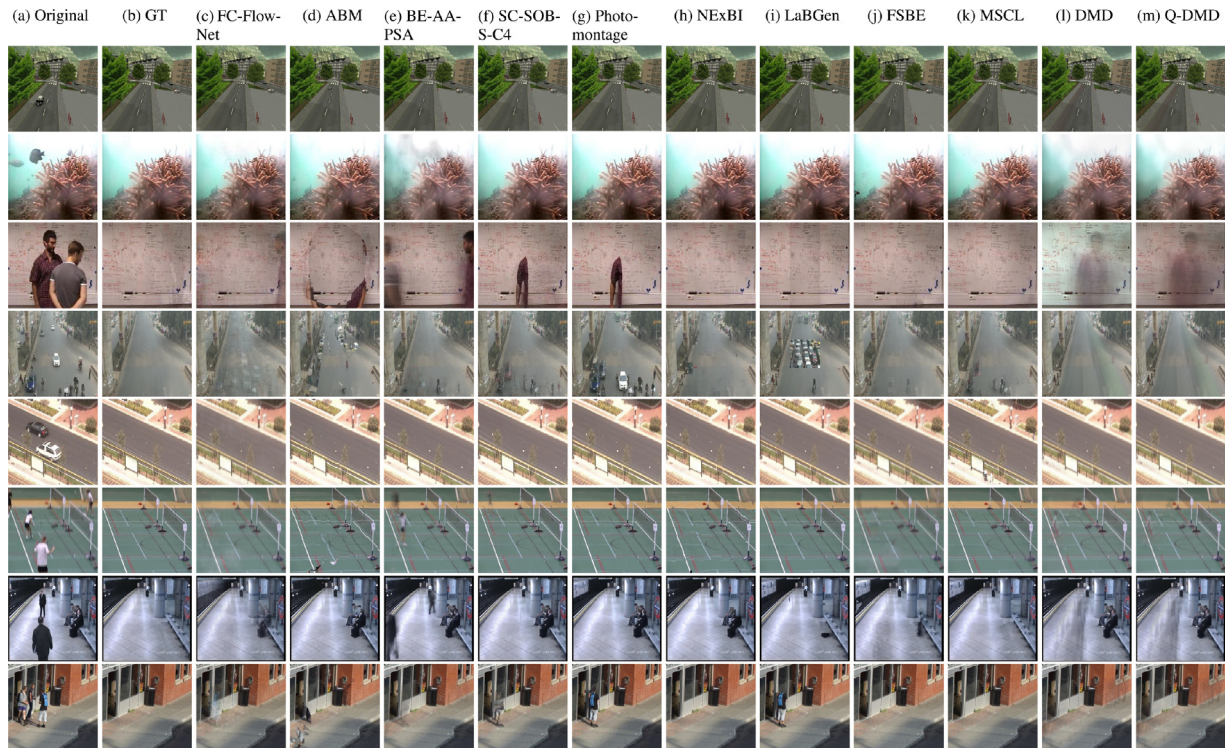 (a) Original (b) GT (c) FC-Flow- (d) ABM (e) BE-AA- (f) SC-SOB- (g) Photo- (h) NExBI (i) LaBGen (j) FSBE (k) MSCL (l) DMD (m) Q-DMD
Net PSA S-C4 montage